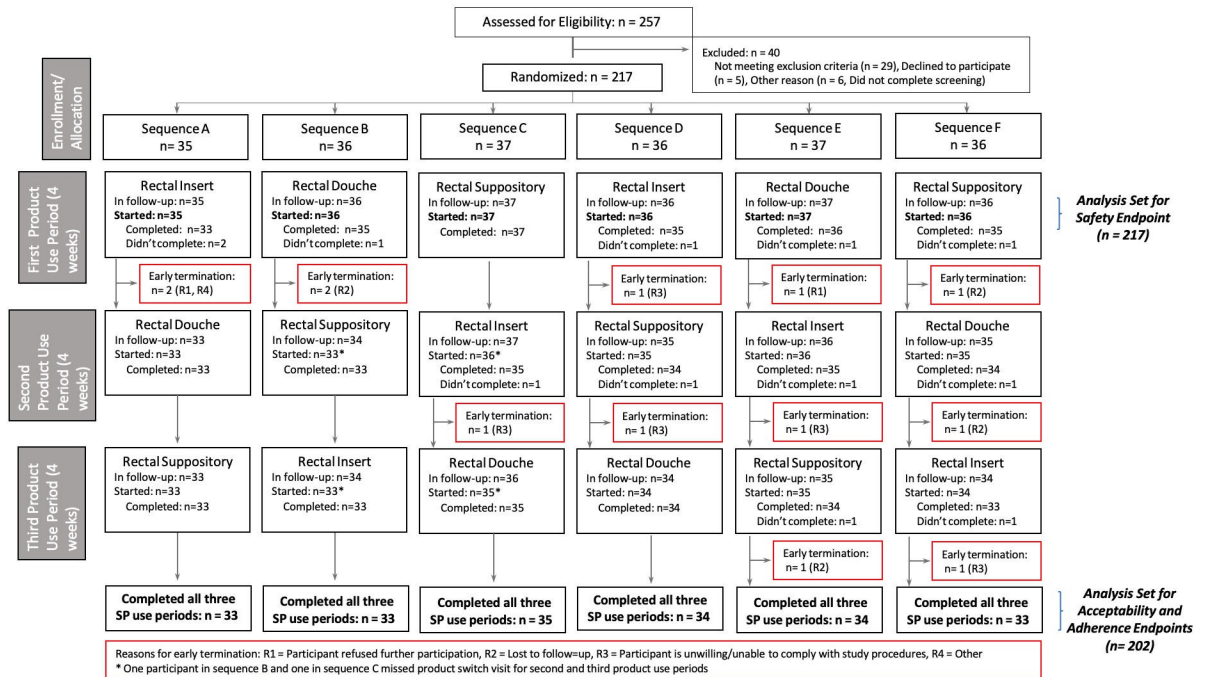 Assessed for Eligibility: n = 257
Excluded: n = 40
Not meeting exclusion criteria (n = 29), Declined to participate
(n = 5), Other reason (n = 6, Did not complete screening)
Randomized: n = 217
Enrollment/
Allocation
Sequence A
n= 35
Sequence B
n= 36
Sequence C
n= 37
Sequence D
n= 36
Sequence E
n= 37
Sequence F
n= 36
First Product
Use Period (4
weeks)
Rectal Insert
In follow-up: n=35
Started: n=35
Completed: n=33
Didn't complete: n=2
Rectal Douche
In follow-up: n=36
Started: n=36
Completed: n=35
Didn't complete: n=1
Rectal Suppository
In follow-up: n=37
Started: n=37
Completed: n=37
Rectal Insert
In follow-up: n=36
Started: n=36
Completed: n=35
Didn't complete: n=1
Rectal Douche
In follow-up: n=37
Started: n=37
Completed: n=36
Didn't complete: n=1
Rectal Suppository
In follow-up: n=36
Started: n=36
Completed: n=35
Didn't complete: n=1
Analysis Set for
Safety Endpoint
(n = 217)
Early termination:
n= 2 (R1, R4)
Early termination:
n= 2 (R2)
Early termination:
n= 1 (R3)
Early termination:
n= 1 (R1)
Early termination:
n= 1 (R2)
Second
Product Use
Period (4
weeks)
Rectal Douche
In follow-up: n=33
Started: n=33
Completed: n=33
Rectal Suppository
In follow-up: n=34
Started: n=33*
Completed: n=33
Rectal Insert
In follow-up: n=37
Started: n=36*
Completed: n=35
Didn't complete: n=1
Rectal Suppository
In follow-up: n=35
Started: n=35
Completed: n=34
Didn't complete: n=1
Rectal Insert
In follow-up: n=36
Started: n=36
Completed: n=35
Didn't complete: n=1
Rectal Douche
In follow-up: n=35
Started: n=35
Completed: n=34
Didn't complete: n=1
Early termination:
n= 1 (R3)
Early termination:
n= 1 (R3)
Early termination:
n= 1 (R3)
Early termination:
n= 1 (R2)
Third Product
Use Period (4
weeks)
Rectal Suppository
In follow-up: n=33
Started: n=33
Completed: n=33
Rectal Insert
In follow-up: n=34
Started: n=33*
Completed: n=33
Rectal Douche
In follow-up: n=36
Started: n=35*
Completed: n=35
Rectal Douche
In follow-up: n=34
Started: n=34
Completed: n=34
Rectal Suppository
In follow-up: n=35
Started: n=35
Completed: n=34
Didn't complete: n=1
Rectal Insert
In follow-up: n=34
Started: n=34
Completed: n=33
Didn't complete: n=1
Early termination:
n= 1 (R2)
Early termination:
n= 1 (R3)
Completed all three
SP use periods: n = 33
Completed all three
SP use periods: n = 33
Completed all three
SP use periods: n = 35
Completed all three
SP use periods: n = 34
Completed all three
SP use periods: n = 34
Completed all three
SP use periods: n = 33
Analysis Set for
Acceptability and
Adherence Endpoints
(n= 202)
Reasons for early termination: R1 = Participant refused further participation, R2 = Lost to follow=up, R3 = Participant is unwilling/unable to comply with study procedures, R4 = Other
* One participant in sequence B and one in sequence C missed product switch visit for second and third product use periods